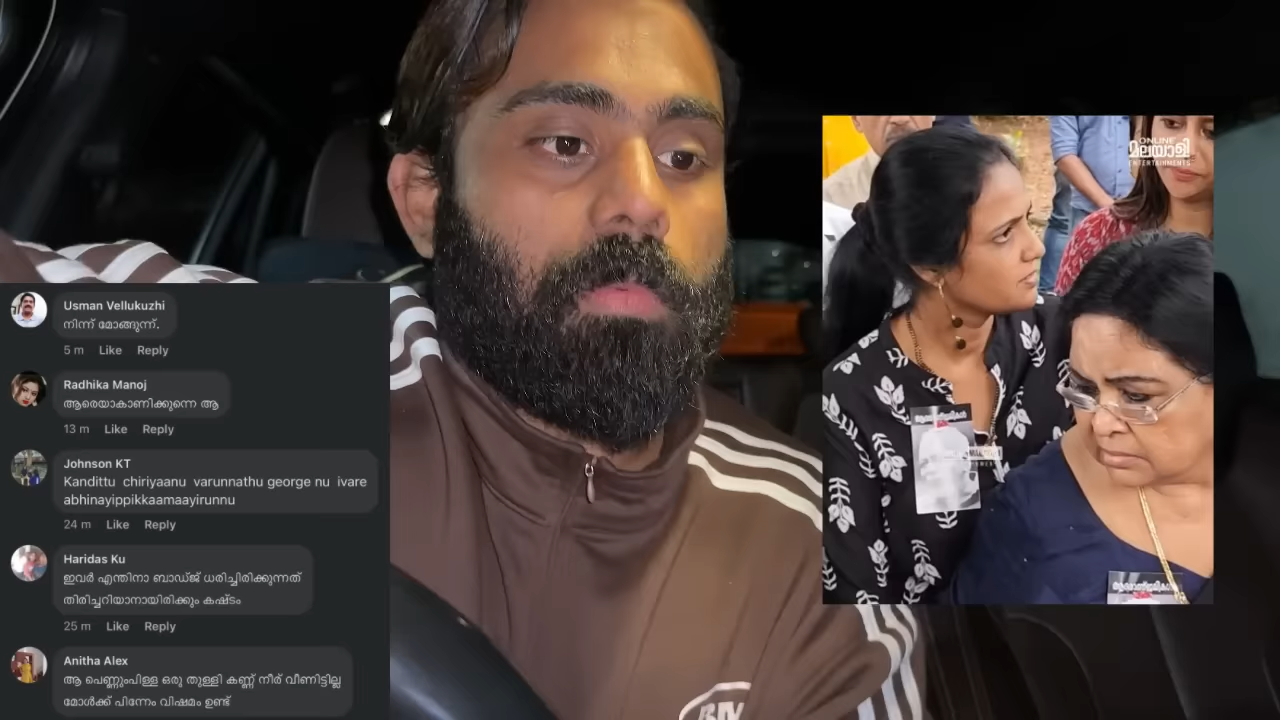 Usman Vellukuzhi
നിന്ന് മോങ്ങുന്ന്.
5 m Like Reply
Radhika Manoj
ആരെയാകാണിക്കുന്നെ ആ
13 m Like Reply
Johnson KT
Kandittu chiriyaanu varunnathu george nu ivare
abhinayippikkaamaayirunnu
24 m Like Reply
Haridas Ku
ഇവർ എന്തിനാ ബാഡ്ജ് ധരിച്ചിരിക്കുന്നത്
തിരിച്ചറിയാനായിരിക്കും കഷ്ടം
25 m Like Reply
Anitha Alex
ആ പെണ്ണുംപിള്ള ഒരു തുള്ളി കണ്ണ് നീര് വീണിട്ടില്ല
മോൾക്ക് പിന്നേം വിഷമം ഉണ്ട്
ONLINE
മലയാളി
ENTERTAINMENTS